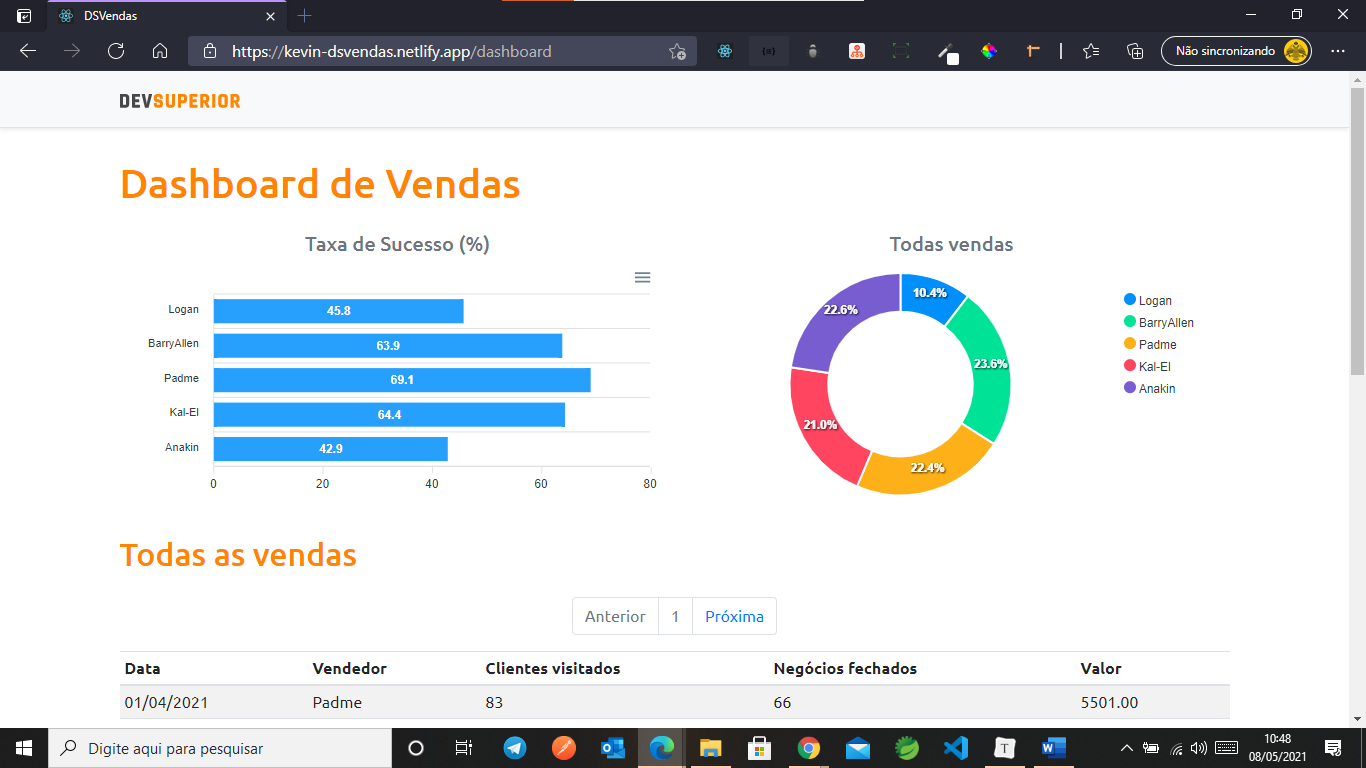 DSVendas
https://kevin-dsvendas.netlify.app/dashboard
Não sincronizando
DEVSUPERIOR
Dashboard de Vendas
Taxa de Sucesso (%)
Logan 45.8
BarryAllen 63.9
Padme 69.1
Kal-El 64.4
Anakin 42.9
0 20 40 60 80
Todas vendas
10.4%
23.6%
22.4%
21.0%
22.6%
Logan
BarryAllen
Padme
Kal-El
Anakin
Todas as vendas
Anterior 1 Próxima
Data Vendedor Clientes visitados Negócios fechados Valor
01/04/2021 Padme 83 66 5501.00
Digite aqui para pesquisar
T
W
10:48
08/05/2021